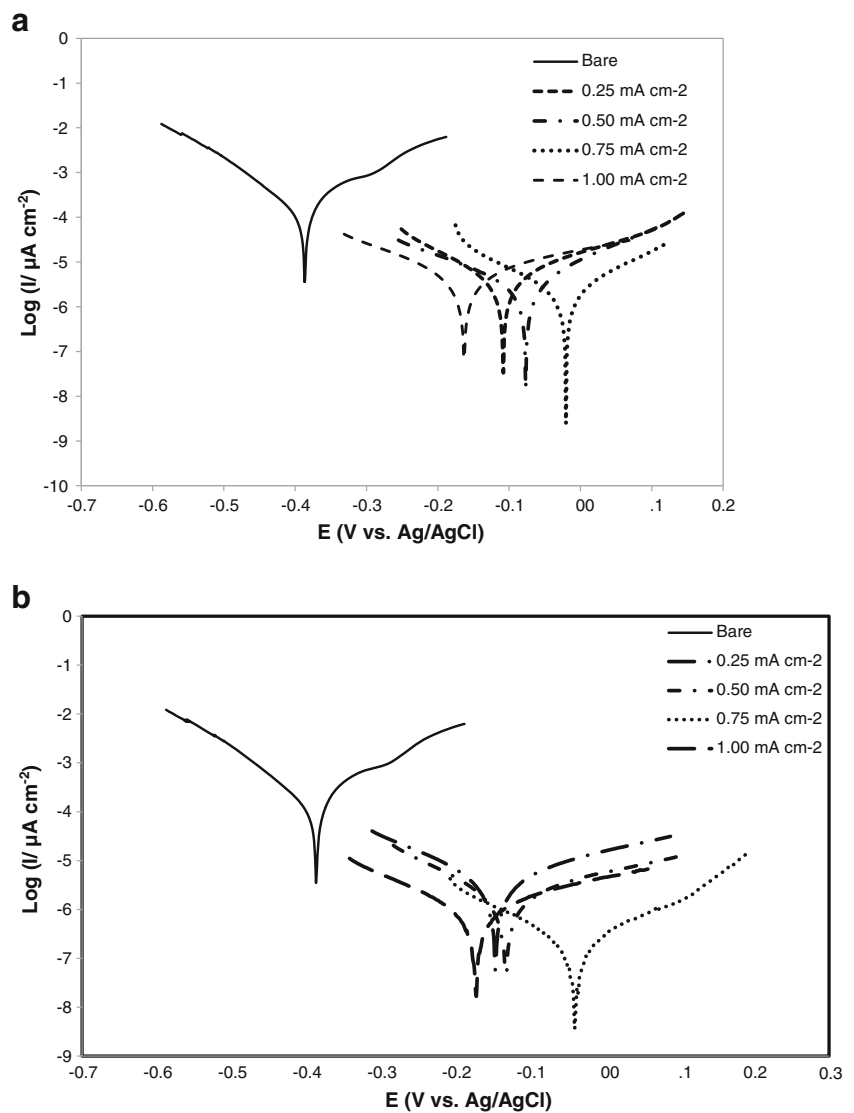 a
0
-1
-2
-3
-4
-5
-6
-7
-8
-9
-10
Log (I/ µA cm-2)
Bare
0.25 mA cm-2
0.50 mA cm-2
0.75 mA cm-2
1.00 mA cm-2
-0.7 -0.6 -0.5 -0.4 -0.3 -0.2 -0.1 00 .1 0.2
E (V vs. Ag/AgCl)
b
0
-1
-2
-3
-4
-5
-6
-7
-8
-9
Log (I/ µA cm-2)
Bare
0.25 mA cm-2
0.50 mA cm-2
0.75 mA cm-2
1.00 mA cm-2
-0.7 -0.6 -0.5 -0.4 -0.3 -0.2 -0.1 00 .1 0.2 0.3
E (V vs. Ag/AgCl)